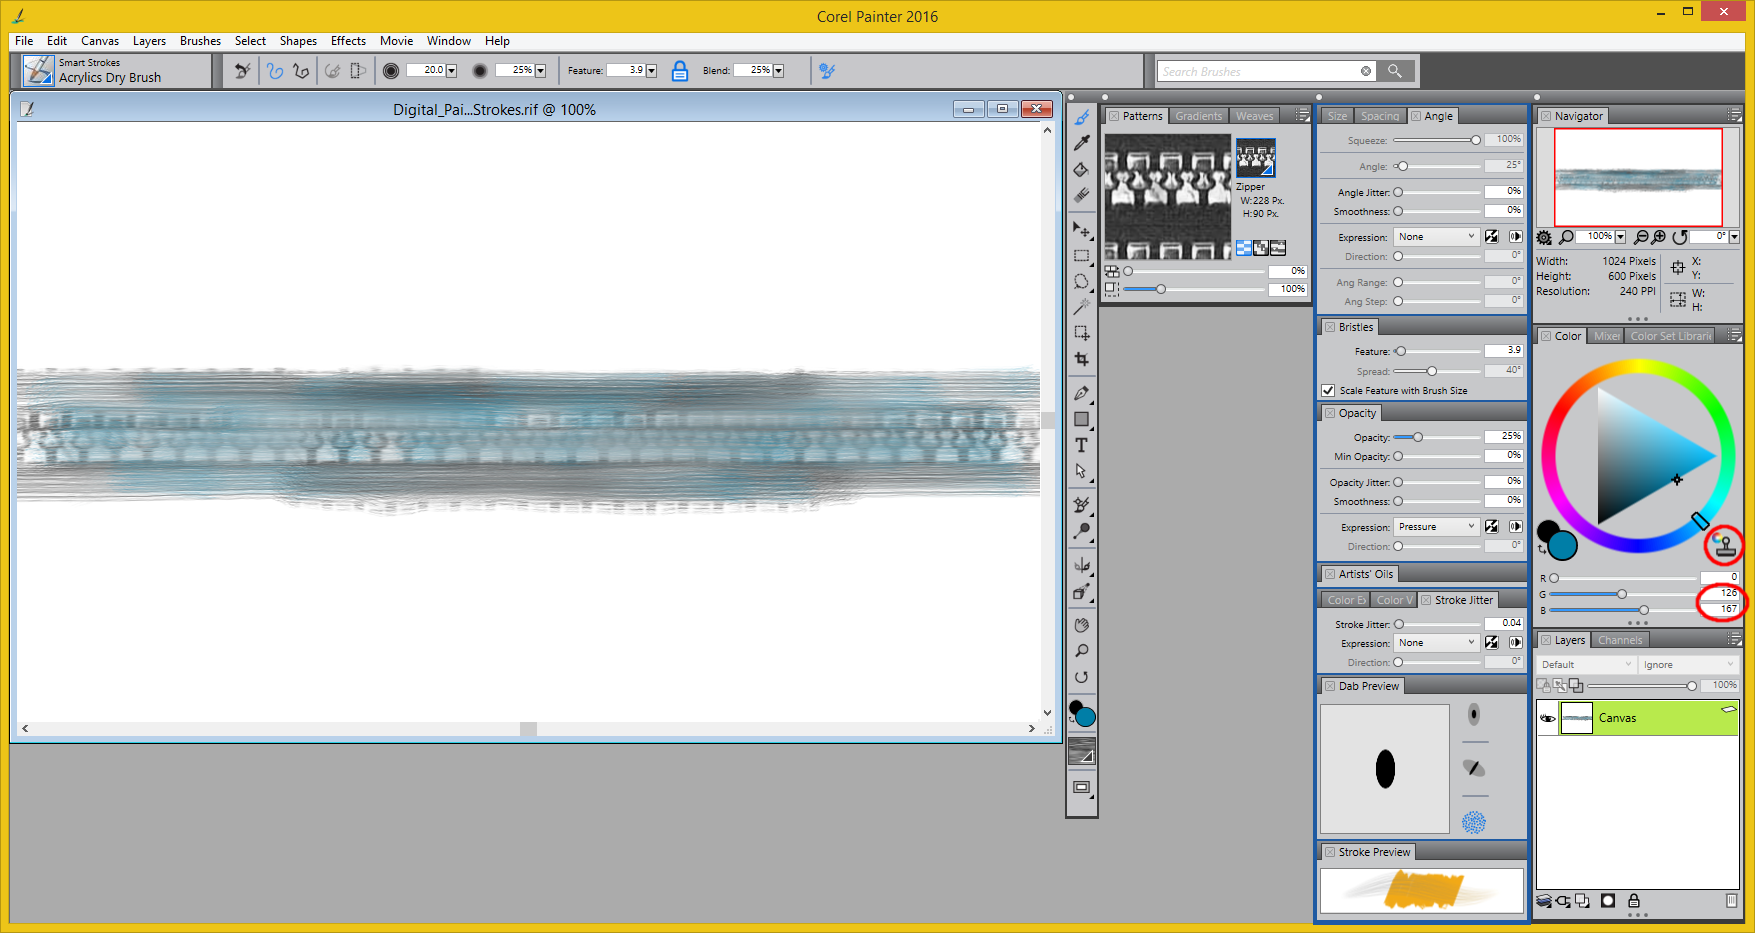 Corel Painter 2016
File Edit Canvas Layers Brushes Select Shapes Effects Movie Window Help
Smart Strokes
Acrylics Dry Brush
20.0 25% Feature: 3.9 Blend: 25%
Search Brushes
Digital_Pai...Strokes.rif @ 100%
Patterns Gradients Weaves
Zipper
W:228 Px.
H:90 Px.
0%
100%
Size Spacing Angle
Squeeze: 100%
Angle: 25°
Angle Jitter: 0%
Smoothness: 0%
Expression: None
Direction: 0°
Ang Range: 0°
Ang Step: 0°
Bristles
Feature: 3.9
Spread: 40°
Scale Feature with Brush Size
Opacity
Opacity: 25%
Min Opacity: 0%
Opacity Jitter: 0%
Smoothness: 0%
Expression: Pressure
Direction: 0°
Artists' Oils
Color Ex Color V Stroke Jitter
Stroke Jitter: 0.04
Expression: None
Direction: 0°
Dab Preview
Stroke Preview
Navigator
100% 0°
Width: 1024 Pixels X:
Height: 600 Pixels Y:
Resolution: 240 PPI W:
H:
Color Mixer Color Set Librari
R 0
G 126
B 167
Layers Channels
Default Ignore
100%
Canvas
T